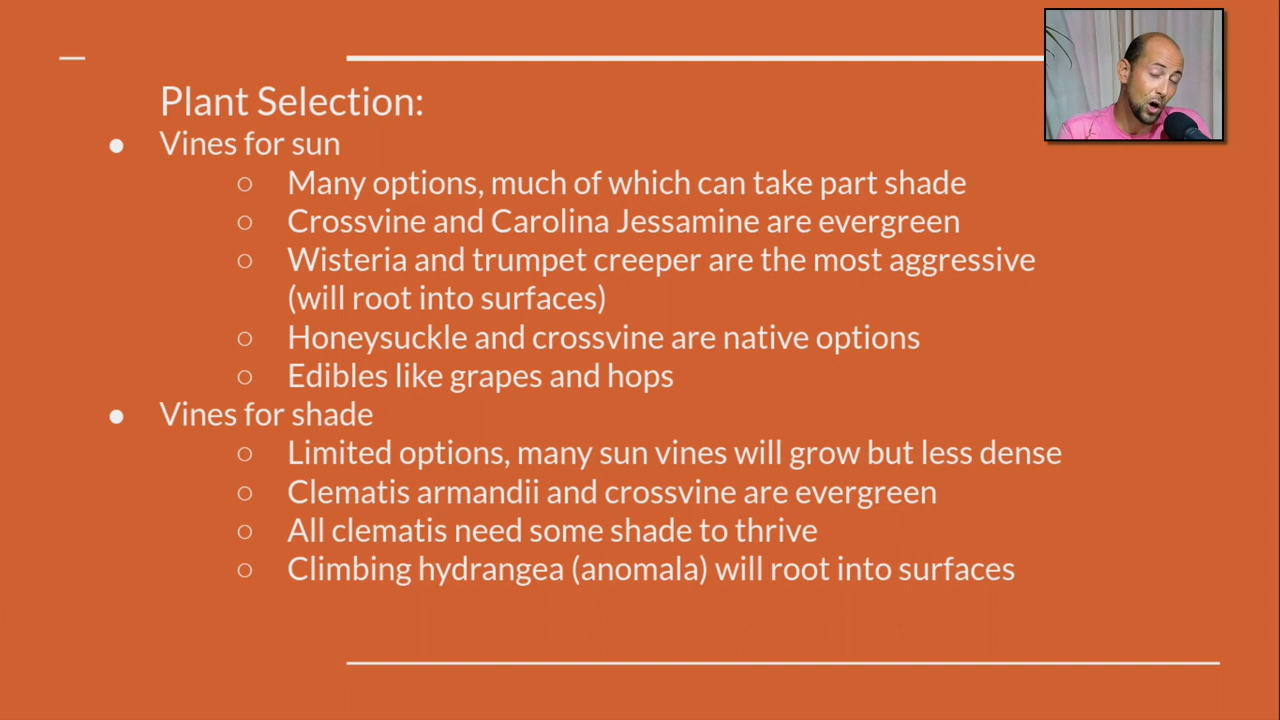 Plant Selection:
● Vines for sun
○ Many options, much of which can take part shade
○ Crossvine and Carolina Jessamine are evergreen
○ Wisteria and trumpet creeper are the most aggressive
(will root into surfaces)
○ Honeysuckle and crossvine are native options
○ Edibles like grapes and hops
● Vines for shade
○ Limited options, many sun vines will grow but less dense
○ Clematis armandii and crossvine are evergreen
○ All clematis need some shade to thrive
○ Climbing hydrangea (anomala) will root into surfaces